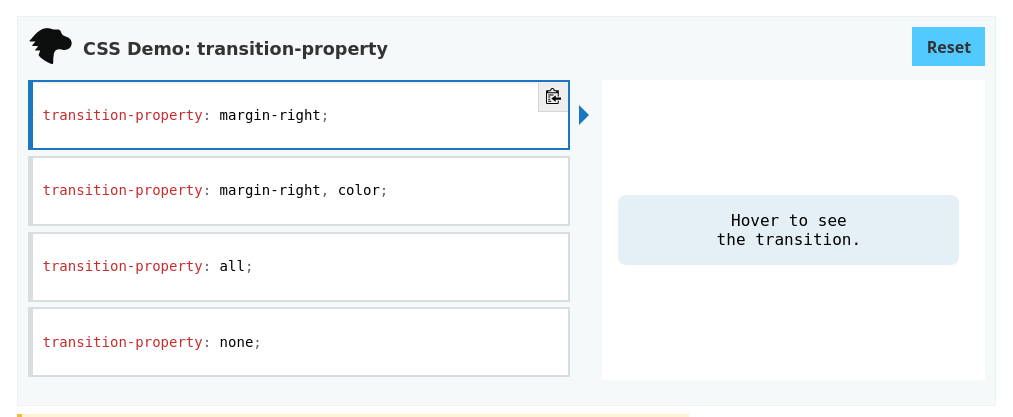 CSS Demo: transition-property
Reset
transition-property: margin-right;
transition-property: margin-right, color;
transition-property: all;
transition-property: none;
Hover to see
the transition.